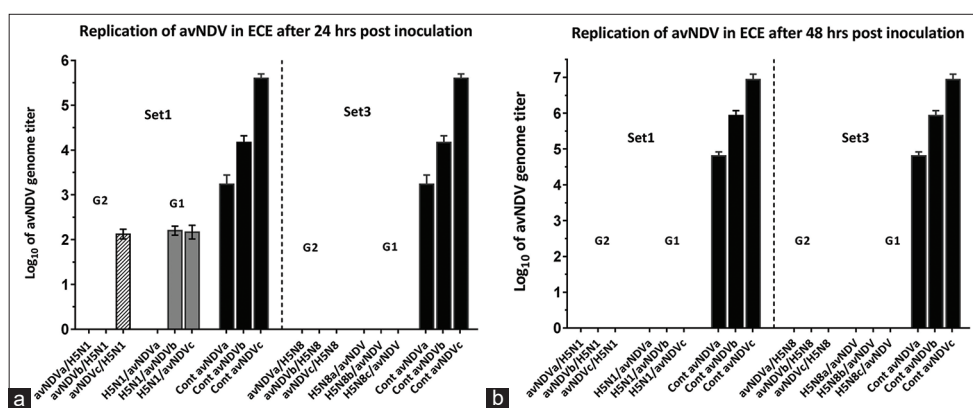 Replication of avNDV in ECE after 24 hrs post inoculation
Log10 of avNDV genome titer
6
5
4
3
2
1
0
Set1
Set3
G2
G1
G2
G1
avNDVa/H5N1
avNDVb/H5N1
avNDVc/H5N1
H5N1/avNDVa
H5N1/avNDVb
H5N1/avNDVc
Cont avNDVa
Cont avNDVb
Cont avNDVc
avNDVa/H5N8
avNDVb/H5N8
avNDVc/H5N8
H5N8a/avNDV
H5N8b/avNDV
H5N8c/avNDV
Cont avNDVa
Cont avNDVb
Cont avNDVc
a
Replication of avNDV in ECE after 48 hrs post inoculation
Log10 of avNDV genome titer
7
6
5
4
3
2
1
0
Set1
Set3
G2
G1
G2
G1
avNDVa/H5N1
avNDVb/H5N1
avNDVc/H5N1
H5N1/avNDVa
H5N1/avNDVb
H5N1/avNDVc
Cont avNDVa
Cont avNDVb
Cont avNDVc
avNDVa/H5N8
avNDVb/H5N8
avNDVc/H5N8
H5N8a/avNDV
H5N8b/avNDV
H5N8c/avNDV
Cont avNDVa
Cont avNDVb
Cont avNDVc
b